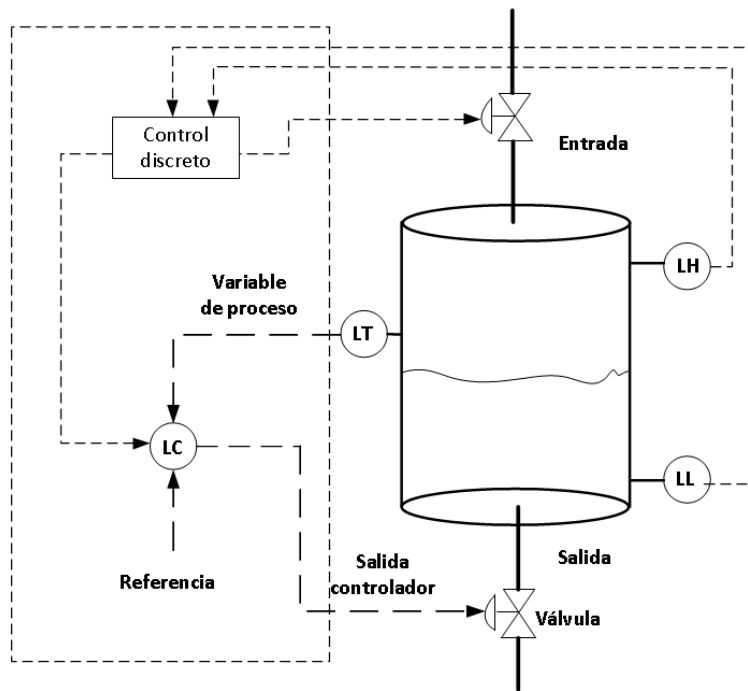 Control
discreto
Entrada
LH
Variable
de proceso
LT
LC
LL
Referencia
Salida
controlador
Salida
Válvula